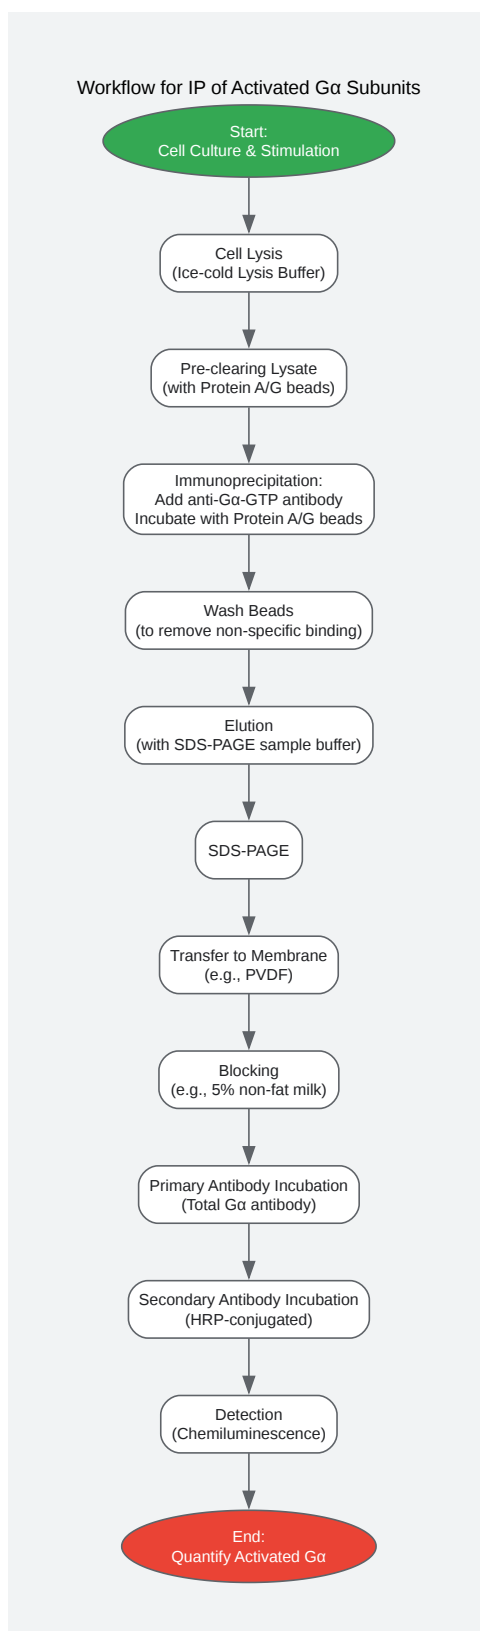 Workflow for IP of Activated Gα Subunits
Start:
Cell Culture & Stimulation
Cell Lysis
(Ice-cold Lysis Buffer)
Pre-clearing Lysate
(with Protein A/G beads)
Immunoprecipitation:
Add anti-Gα-GTP antibody
Incubate with Protein A/G beads
Wash Beads
(to remove non-specific binding)
Elution
(with SDS-PAGE sample buffer)
SDS-PAGE
Transfer to Membrane
(e.g., PVDF)
Blocking
(e.g., 5% non-fat milk)
Primary Antibody Incubation
(Total Gα antibody)
Secondary Antibody Incubation
(HRP-conjugated)
Detection
(Chemiluminescence)
End:
Quantify Activated Gα